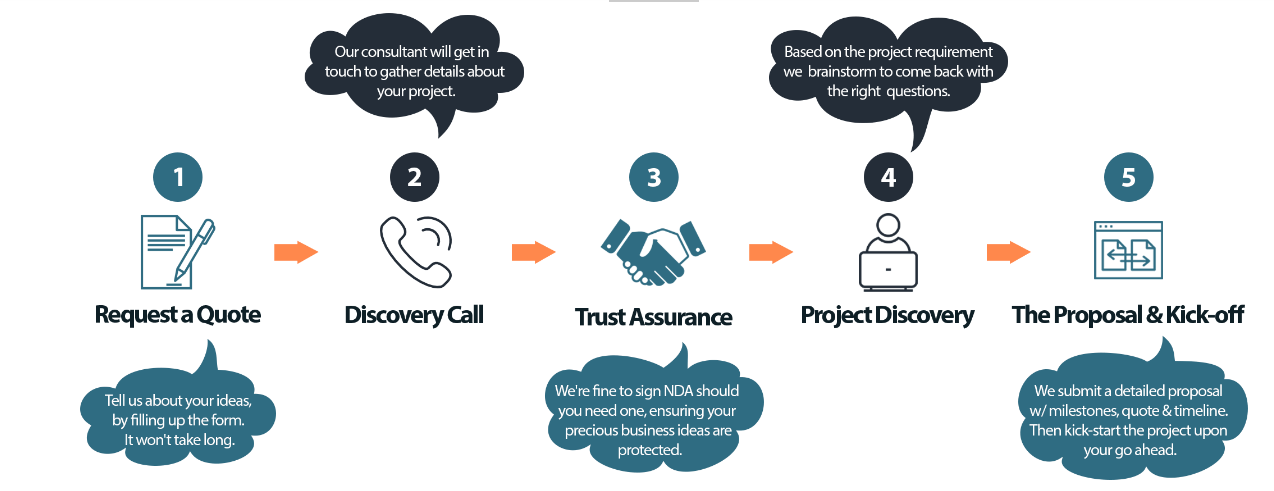 Our consultant will get in
touch to gather details about
your project.
Based on the project requirement
we brainstorm to come back with
the right questions.
1
2
3
4
5
Request a Quote
Discovery Call
Trust Assurance
Project Discovery
The Proposal & Kick-off
Tell us about your ideas,
by filling up the form.
It won't take long.
We're fine to sign NDA should
you need one, ensuring your
precious business ideas are
protected.
We submit a detailed proposal
w/ milestones, quote & timeline.
Then kick-start the project upon
your go ahead.